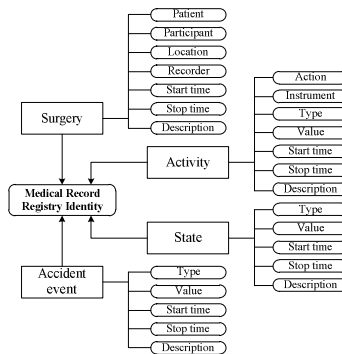 Patient
Participant
Location
Recorder
Start time
Stop time
Description
Surgery
Action
Instrument
Type
Value
Start time
Stop time
Description
Activity
Medical Record
Registry Identity
Type
Value
Start time
Stop time
Description
State
Accident
event
Type
Value
Start time
Stop time
Description